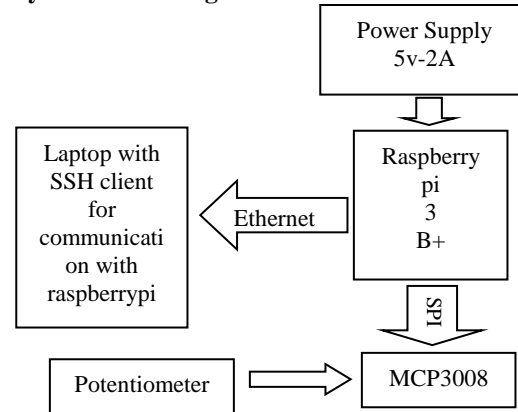 Power Supply
5v-2A
Laptop with
SSH client
for
communicati
on with
raspberrypi
Ethernet
Raspberry
pi
3
B+
SPI
Potentiometer
MCP3008